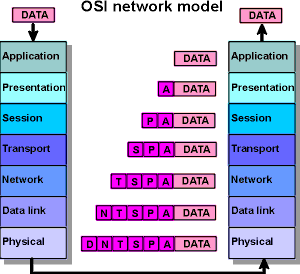 OSI network model
DATA DATA
Application DATA Application
Presentation A DATA Presentation
Session P A DATA Session
Transport S P A DATA Transport
Network T S P A DATA Network
Data link N T S P A DATA Data link
Physical D N T S P A DATA Physical